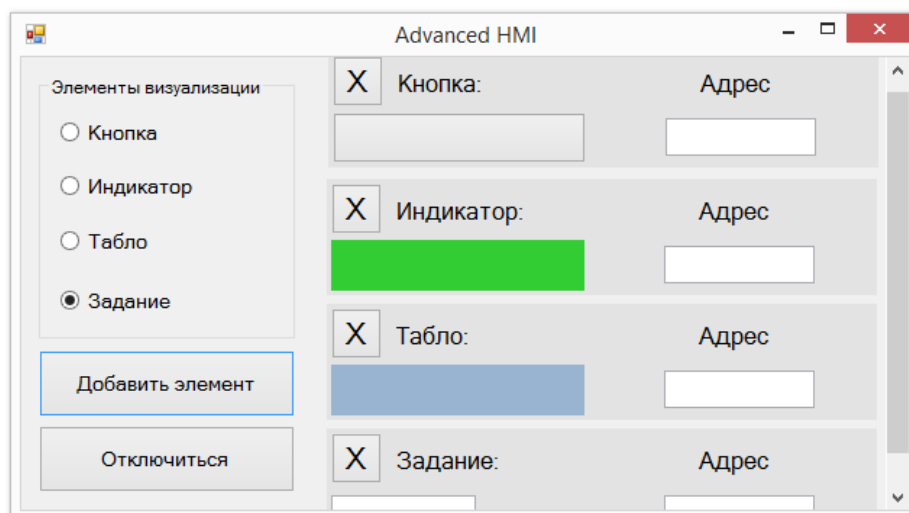 Advanced HMI
Элементы визуализации
Кнопка
Индикатор
Табло
Задание
Добавить элемент
Отключиться
X Кнопка: Адрес
X Индикатор: Адрес
X Табло: Адрес
X Задание: Адрес